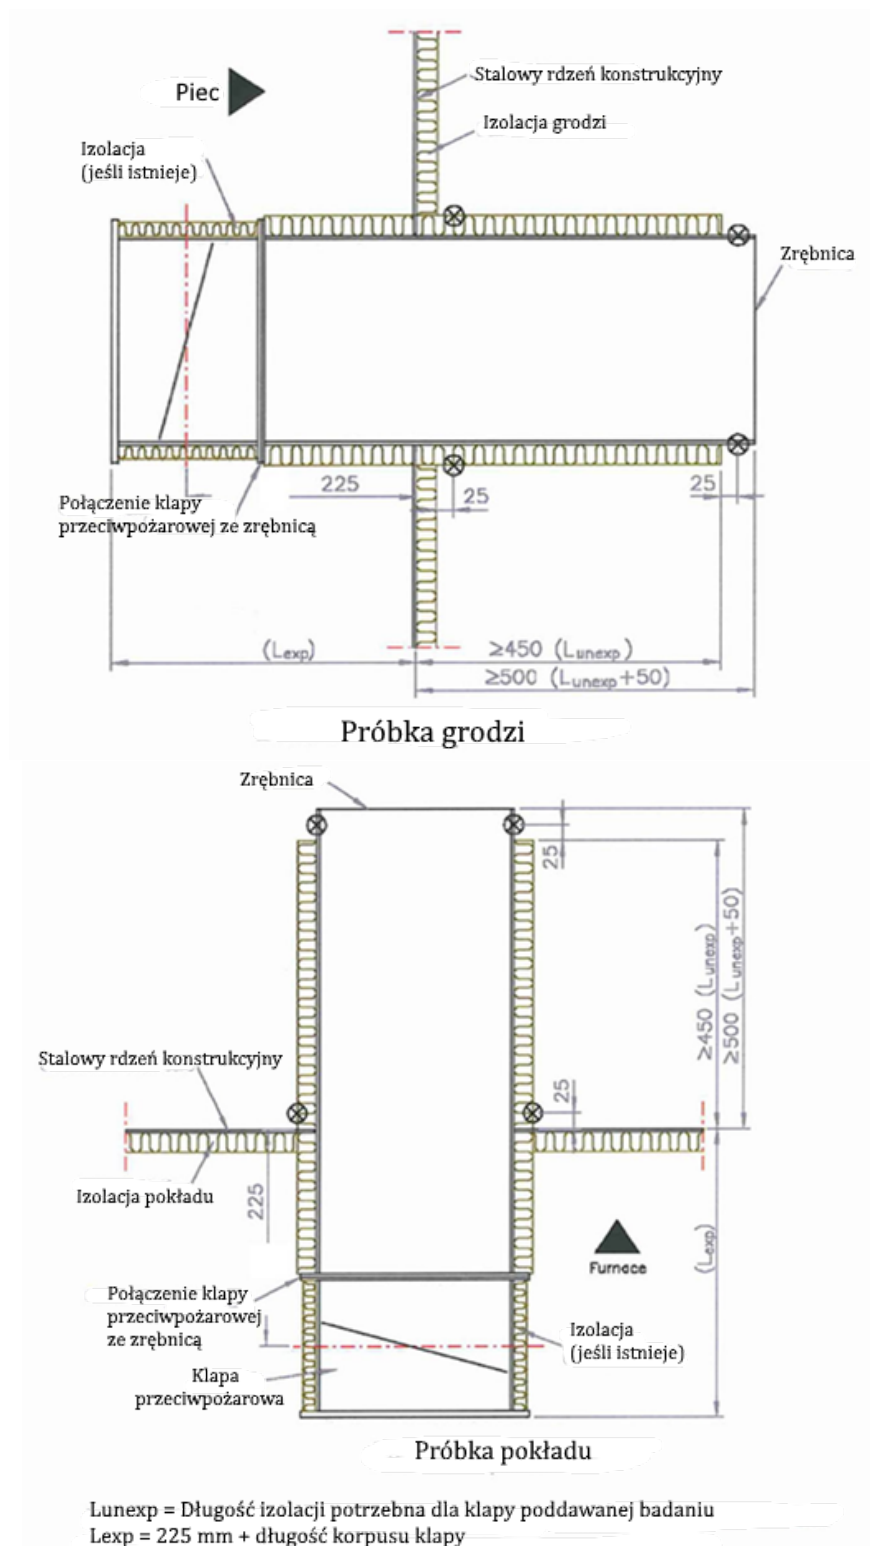 Piec
Stalowy rdzeń konstrukcyjny
Izolacja grodzi
Izolacja
(jeśli istnieje)
Zrębnica
225
25
25
Połączenie klapy
przeciwpożarowej ze zrębnicą
(Lexp)
≥450 (Lunexp)
≥500 (Lunexp+50)
Próbka grodzi
Zrębnica
25
≥450 (Lunexp)
≥500 (Lunexp+50)
Stalowy rdzeń konstrukcyjny
25
Izolacja pokładu
225
Furnace
(Lexp)
Połączenie klapy
przeciwpożarowej
ze zrębnicą
Izolacja
(jeśli istnieje)
Klapa
przeciwpożarowa
Próbka pokładu
Lunexp = Długość izolacji potrzebna dla klapy poddawanej badaniu
Lexp = 225 mm + długość korpusu klapy